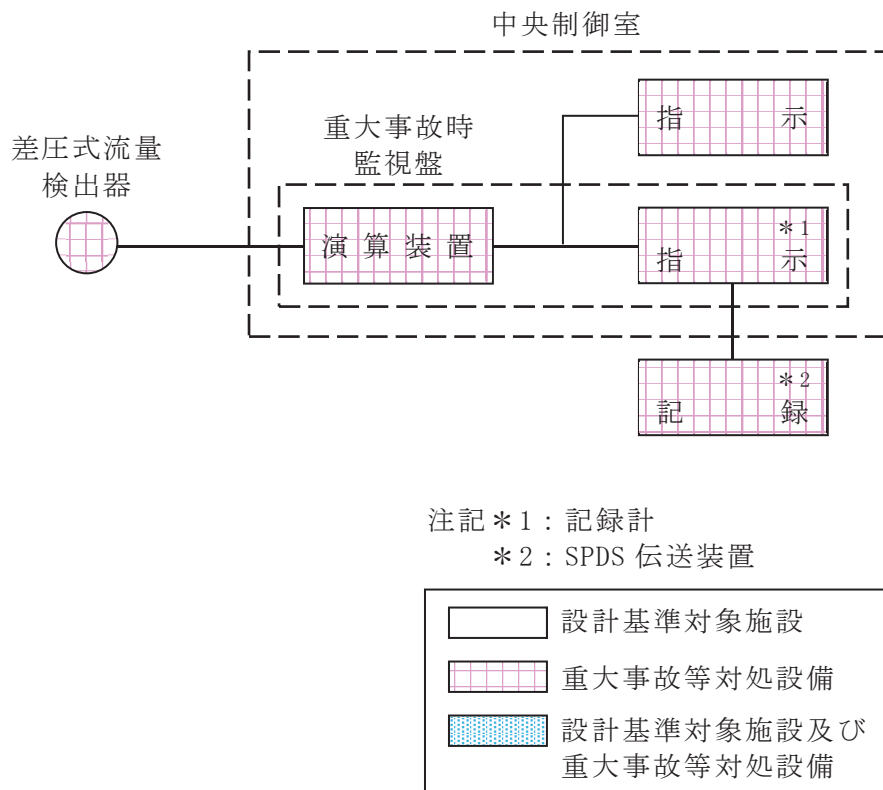 中央制御室
指示
重大事故時
監視盤
差圧式流量
検出器
演算装置
*1
指示
*2
記録
注記*1:記録計
*2:SPDS 伝送装置
設計基準対象施設
重大事故等対処設備
設計基準対象施設及び
重大事故等対処設備